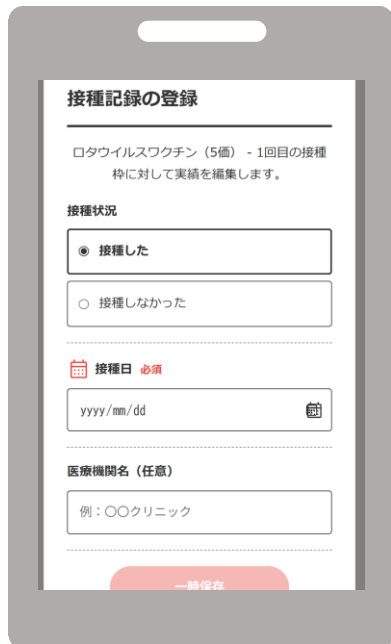 接種記録の登録
ロタウイルスワクチン（5価） - 1回目の接種
枠に対して実績を編集します。
接種状況
接種した
接種しなかった
接種日 必須
yyyy/mm/dd
医療機関名（任意）
例：〇〇クリニック
一時保存